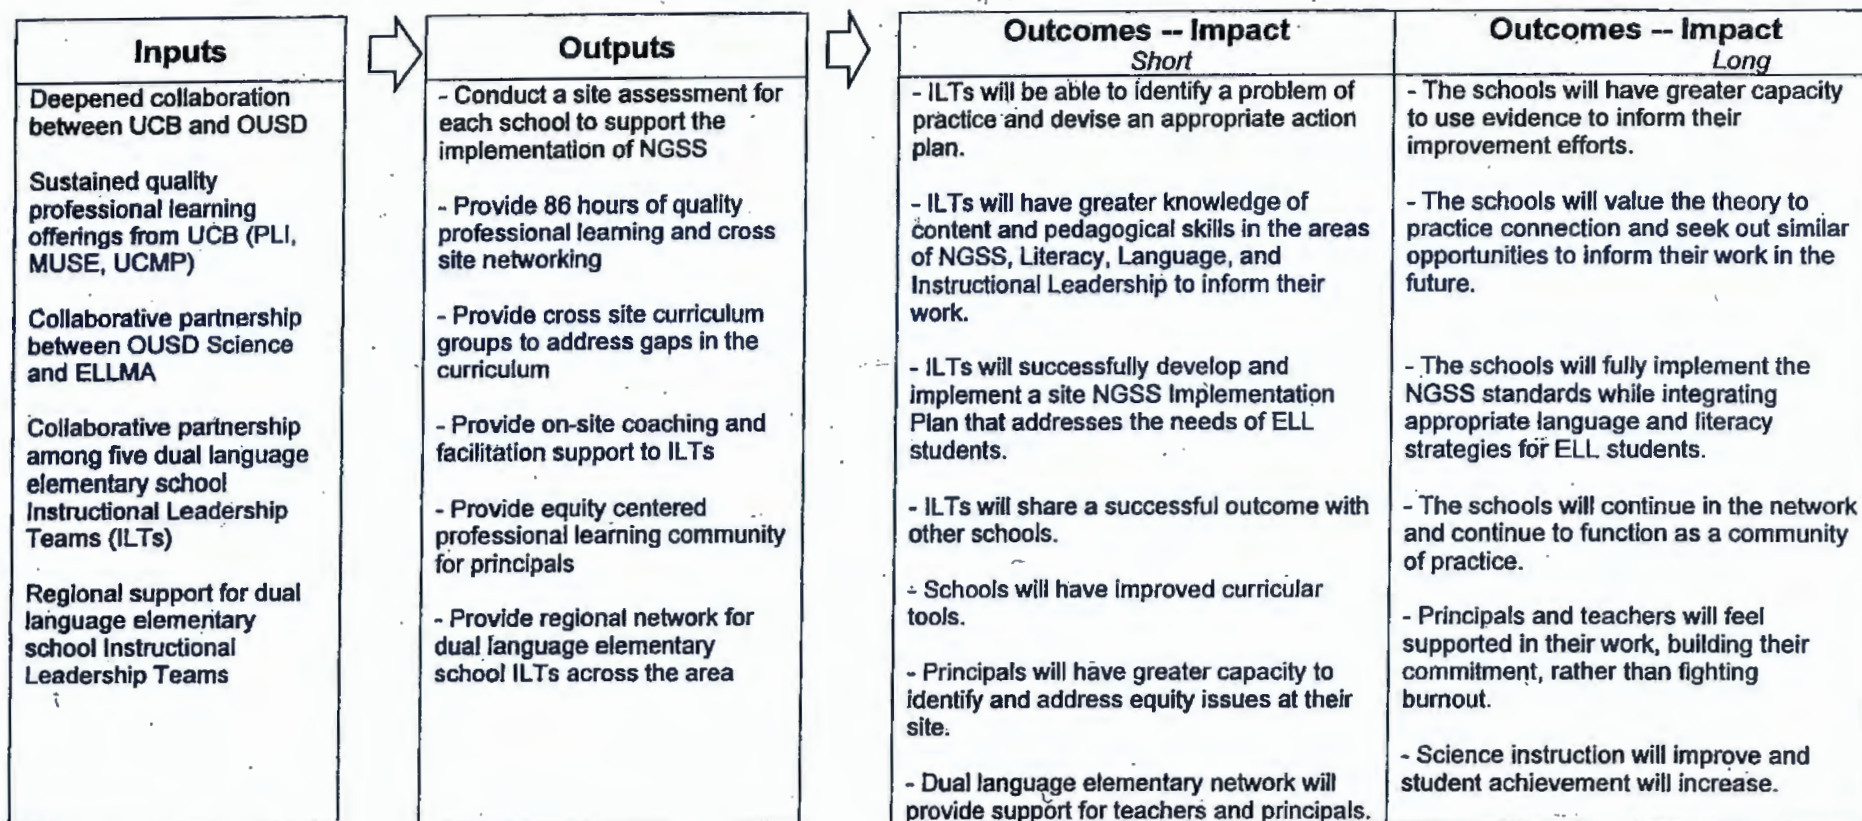 Inputs
Deepened collaboration
between UCB and OUSD
Sustained quality
professional learning
offerings from UCB (PLI,
MUSE, UCMP)
Collaborative partnership
between OUSD Science
and ELLMA
Collaborative partnership
among five dual language
elementary school
Instructional Leadership
Teams (ILTs)
Regional support for dual
language elementary
school Instructional
Leadership Teams
Outputs
- Conduct a site assessment for
each school to support the
implementation of NGSS
- Provide 86 hours of quality
professional learning and cross
site networking
- Provide cross site curriculum
groups to address gaps in the
curriculum
- Provide on-site coaching and
facilitation support to ILTs
- Provide equity centered
professional learning community
for principals
- Provide regional network for
dual language elementary
school ILTs across the area
Outcomes -- Impact
Short
- ILTs will be able to identify a problem of
practice and devise an appropriate action
plan.
- ILTs will have greater knowledge of
content and pedagogical skills in the areas
of NGSS, Literacy, Language, and
Instructional Leadership to inform their
work.
- ILTs will successfully develop and
implement a site NGSS Implementation
Plan that addresses the needs of ELL
students.
- ILTs will share a successful outcome with
other schools.
- Schools will have improved curricular
tools.
- Principals will have greater capacity to
identify and address equity issues at their
site.
- Dual language elementary network will
provide support for teachers and principals.
Outcomes -- Impact
Long
- The schools will have greater capacity
to use evidence to inform their
improvement efforts.
- The schools will value the theory to
practice connection and seek out similar
opportunities to inform their work in the
future.
- The schools will fully implement the
NGSS standards while integrating
appropriate language and literacy
strategies for ELL students.
- The schools will continue in the network
and continue to function as a community
of practice.
- Principals and teachers will feel
supported in their work, building their
commitment, rather than fighting
burnout.
- Science instruction will improve and
student achievement will increase.